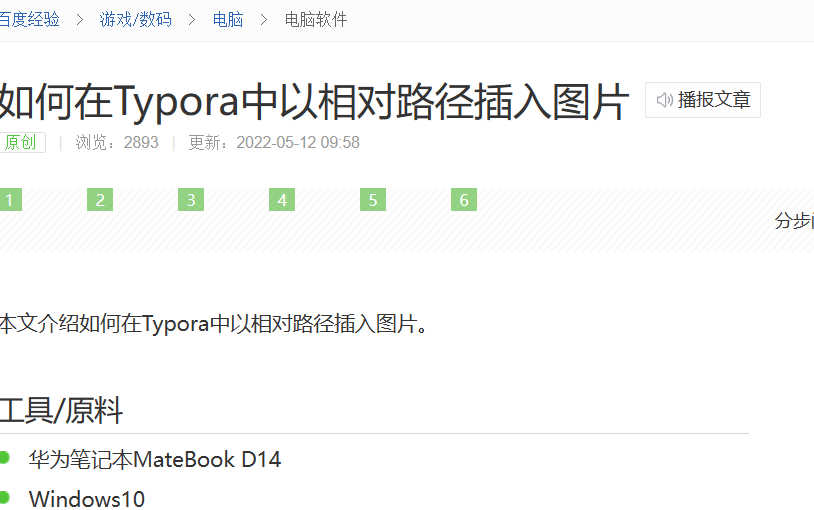 百度经验 > 游戏/数码 > 电脑 > 电脑软件
如何在Typora中以相对路径插入图片 播报文章
原创 | 浏览：2893 | 更新：2022-05-12 09:58
1 2 3 4 5 6
分步
本文介绍如何在Typora中以相对路径插入图片。
工具/原料
华为笔记本MateBook D14
Windows10